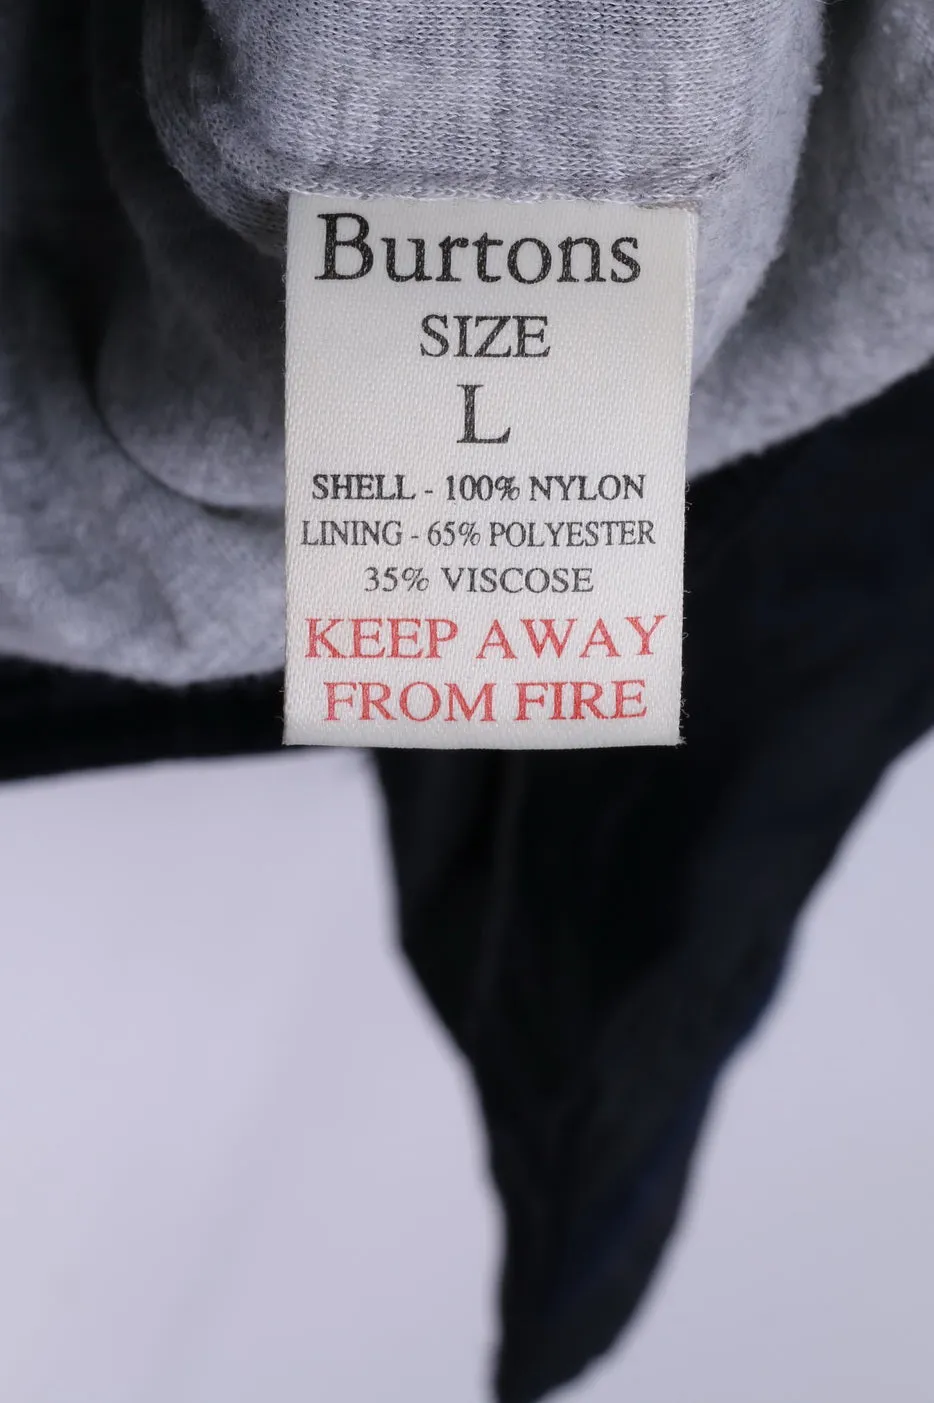 Burtons
SIZE
L
SHELL - 100% NYLON
LINING - 65% POLYESTER
35% VISCOSE
KEEP AWAY
FROM FIRE